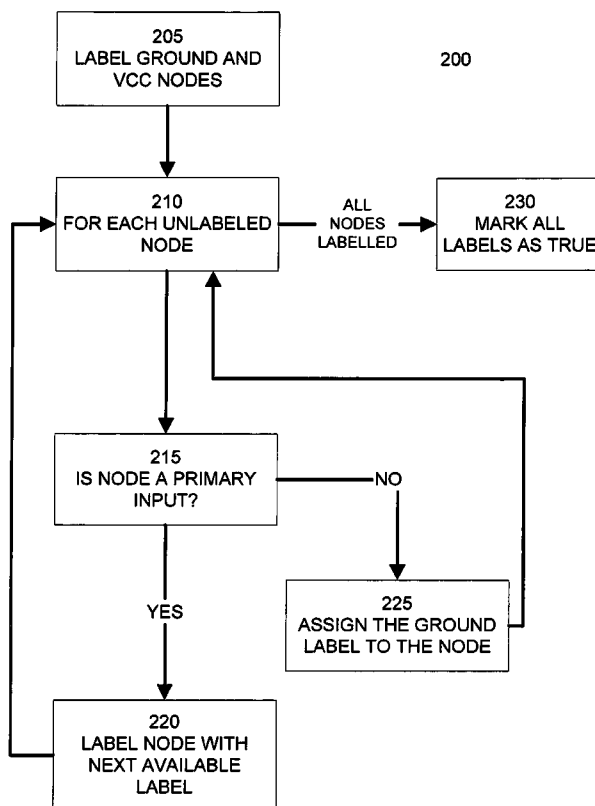 205
LABEL GROUND AND
VCC NODES
200
210
FOR EACH UNLABELED
NODE
ALL
NODES
LABELLED
230
MARK ALL
LABELS AS TRUE
215
IS NODE A PRIMARY
INPUT?
NO
YES
225
ASSIGN THE GROUND
LABEL TO THE NODE
220
LABEL NODE WITH
NEXT AVAILABLE
LABEL